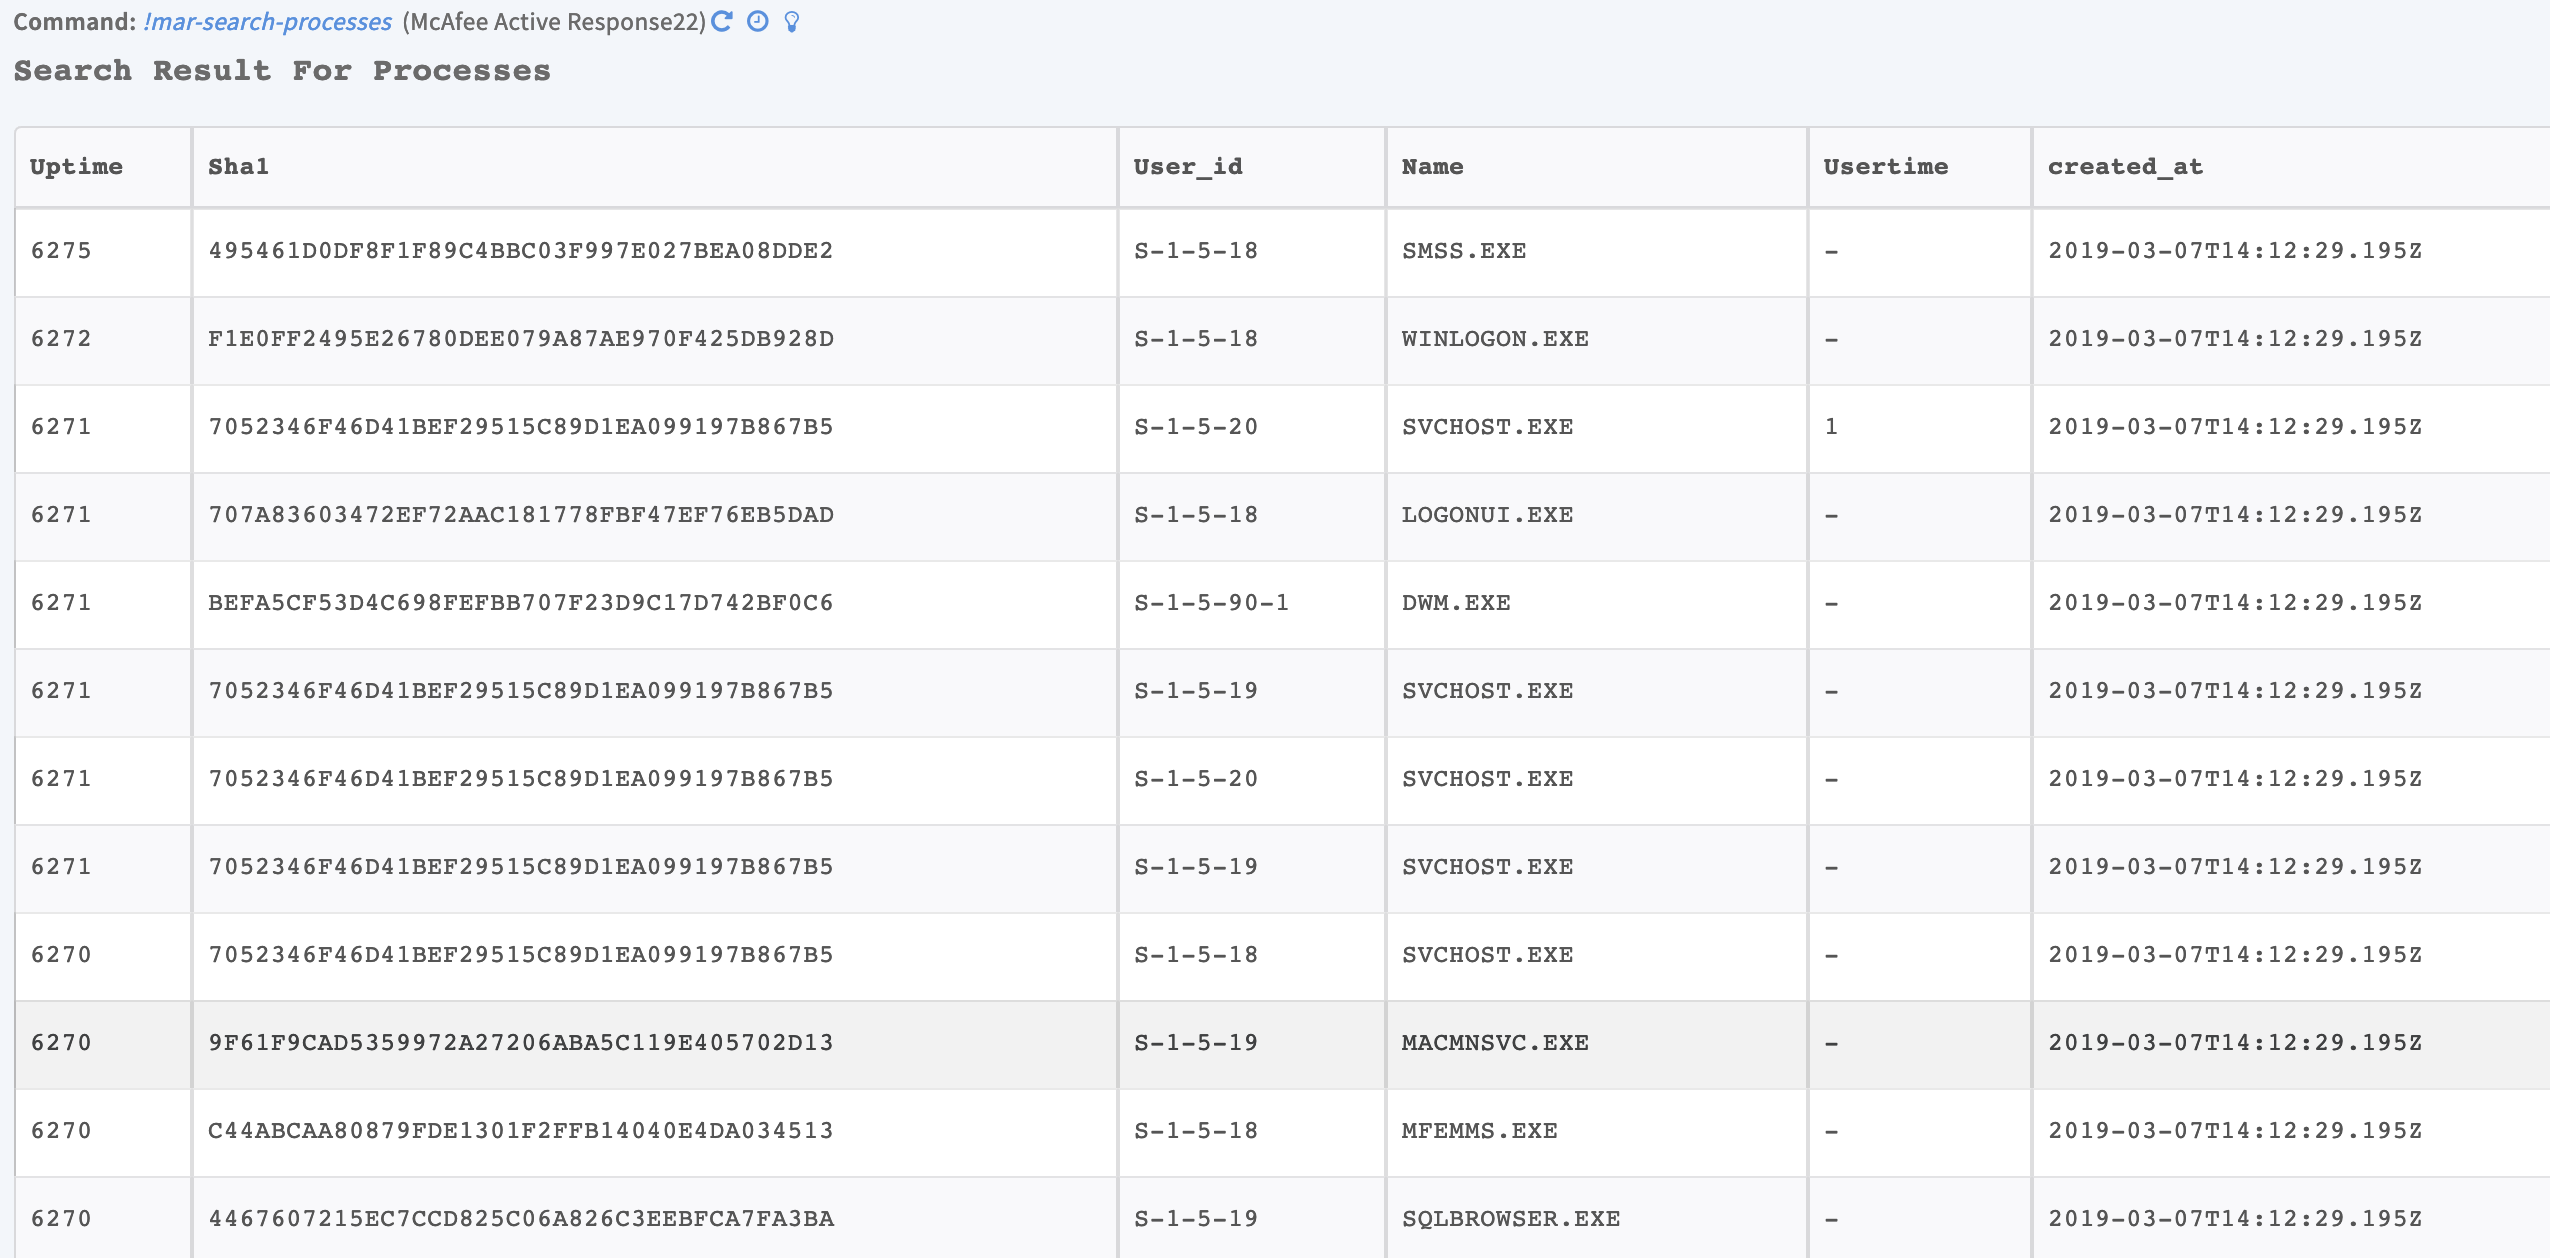 Command: !mar-search-processes (McAfee Active Response22)
Search Result For Processes
Uptime Sha1 User_id Name Usertime created_at
6275 495461D0DF8F1F89C4BBC03F997E027BEA08DDE2 S-1-5-18 SMSS.EXE - 2019-03-07T14:12:29.195Z
6272 F1E0FF2495E26780DEE079A87AE970F425DB928D S-1-5-18 WINLOGON.EXE - 2019-03-07T14:12:29.195Z
6271 7052346F46D41BEF29515C89D1EA099197B867B5 S-1-5-20 SVCHOST.EXE 1 2019-03-07T14:12:29.195Z
6271 707A83603472EF72AAC181778FBF47EF76EB5DAD S-1-5-18 LOGONUI.EXE - 2019-03-07T14:12:29.195Z
6271 BEFA5CF53D4C698FEFBB707F23D9C17D742BF0C6 S-1-5-90-1 DWM.EXE - 2019-03-07T14:12:29.195Z
6271 7052346F46D41BEF29515C89D1EA099197B867B5 S-1-5-19 SVCHOST.EXE - 2019-03-07T14:12:29.195Z
6271 7052346F46D41BEF29515C89D1EA099197B867B5 S-1-5-20 SVCHOST.EXE - 2019-03-07T14:12:29.195Z
6271 7052346F46D41BEF29515C89D1EA099197B867B5 S-1-5-19 SVCHOST.EXE - 2019-03-07T14:12:29.195Z
6270 7052346F46D41BEF29515C89D1EA099197B867B5 S-1-5-18 SVCHOST.EXE - 2019-03-07T14:12:29.195Z
6270 9F61F9CAD5359972A27206ABA5C119E405702D13 S-1-5-19 MACMNSVC.EXE - 2019-03-07T14:12:29.195Z
6270 C44ABCAA80879FDE1301F2FFB14040E4DA034513 S-1-5-18 MFEMMS.EXE - 2019-03-07T14:12:29.195Z
6270 4467607215EC7CCD825C06A826C3EEBFCA7FA3BA S-1-5-19 SQLBROWSER.EXE - 2019-03-07T14:12:29.195Z